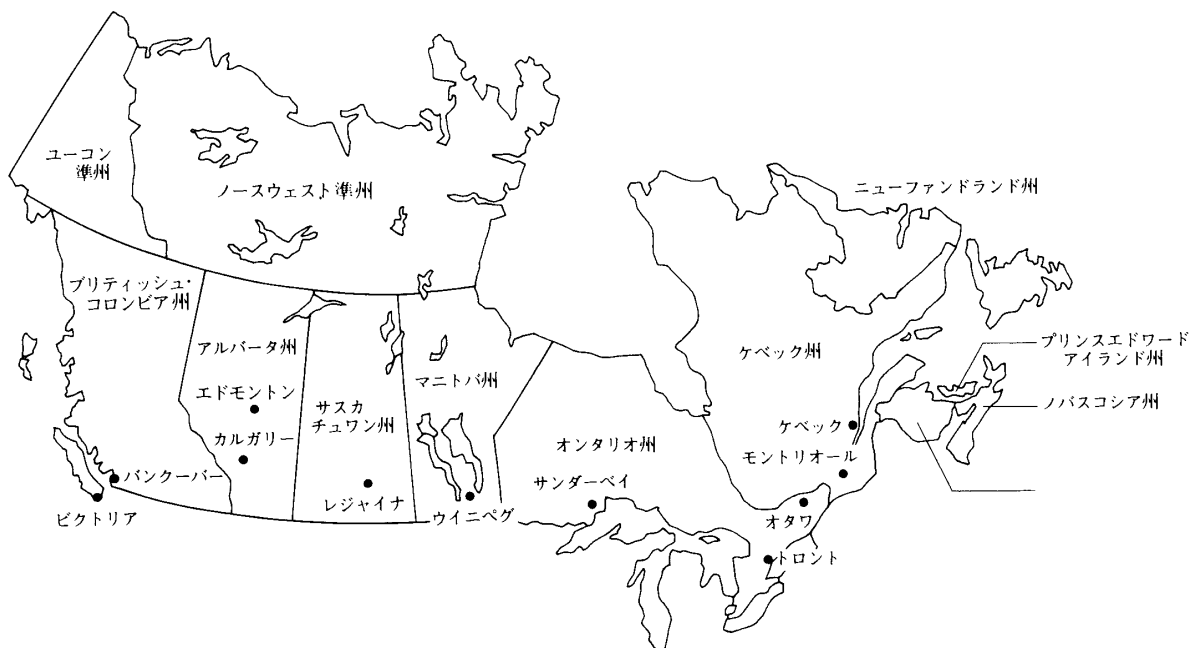 ユーコン
準州
ノースウェスト準州
ニューファンドランド州
ブリティッシュ・
コロンビア州
アルバータ州
エドモントン
カルガリー
サスカ
チュワン州
マニトバ州
ケベック州
プリンスエドワード
アイランド州
ノバスコシア州
オンタリオ州
ケベック
モントリオール
バンクーバー
ビクトリア
レジャイナ
ウイニペグ
サンダーベイ
オタワ
トロント